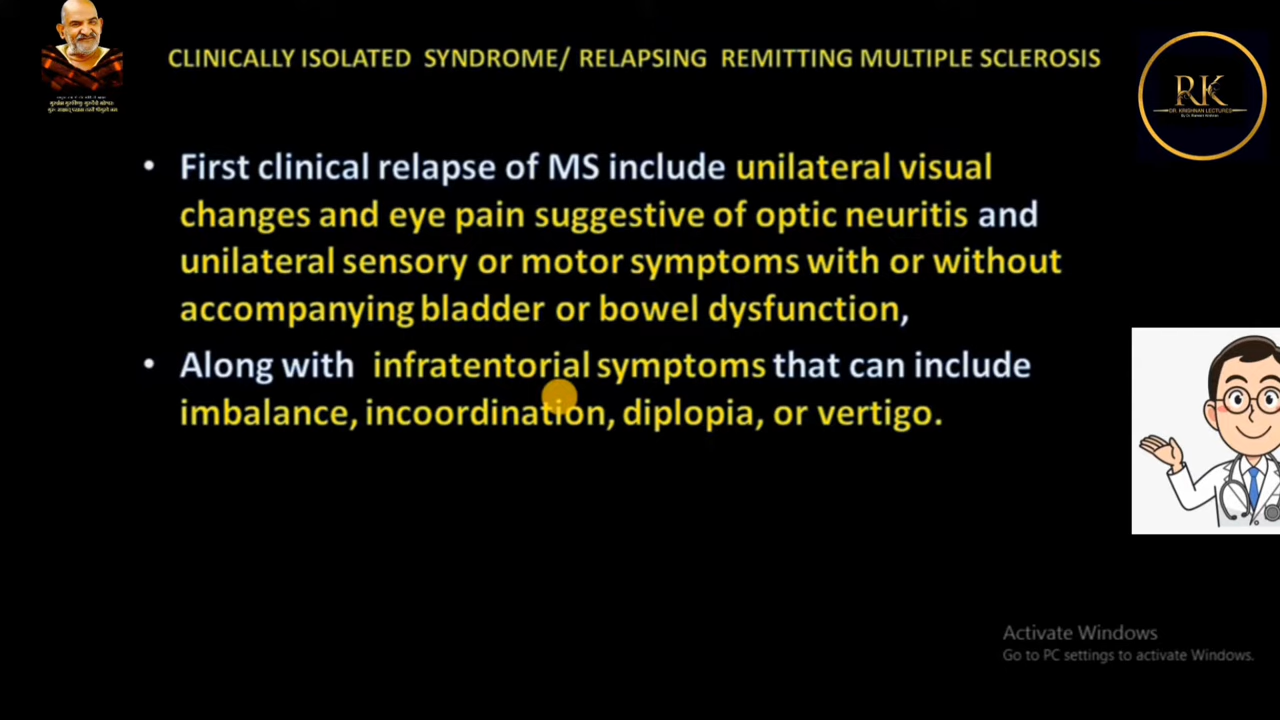 CLINICALLY ISOLATED SYNDROME/ RELAPSING REMITTING MULTIPLE SCLEROSIS
RK
DR. KRISHNAN LECTURES
• First clinical relapse of MS include unilateral visual
changes and eye pain suggestive of optic neuritis and
unilateral sensory or motor symptoms with or without
accompanying bladder or bowel dysfunction,
• Along with infratentorial symptoms that can include
imbalance, incoordination, diplopia, or vertigo.
Activate Windows
Go to PC settings to activate Windows.